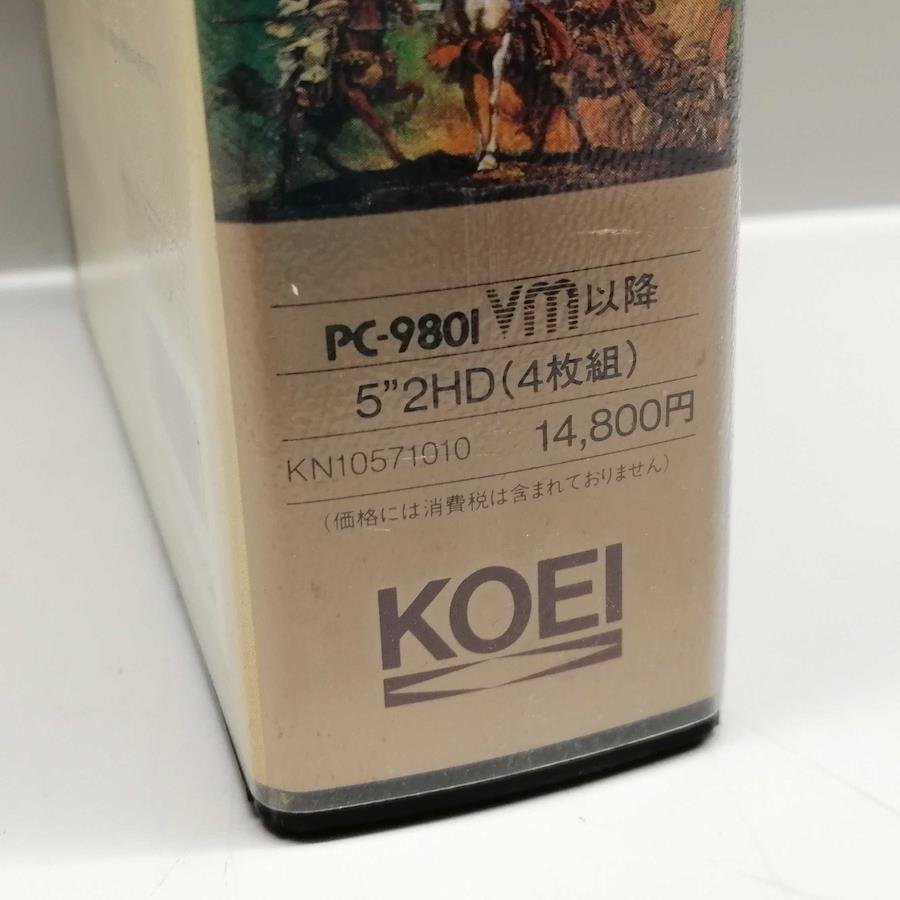 PC-9801 VM以降
5”2HD(4枚組)
KN10571010 14,800円
(価格には消費税は含まれておりません)
KOEI